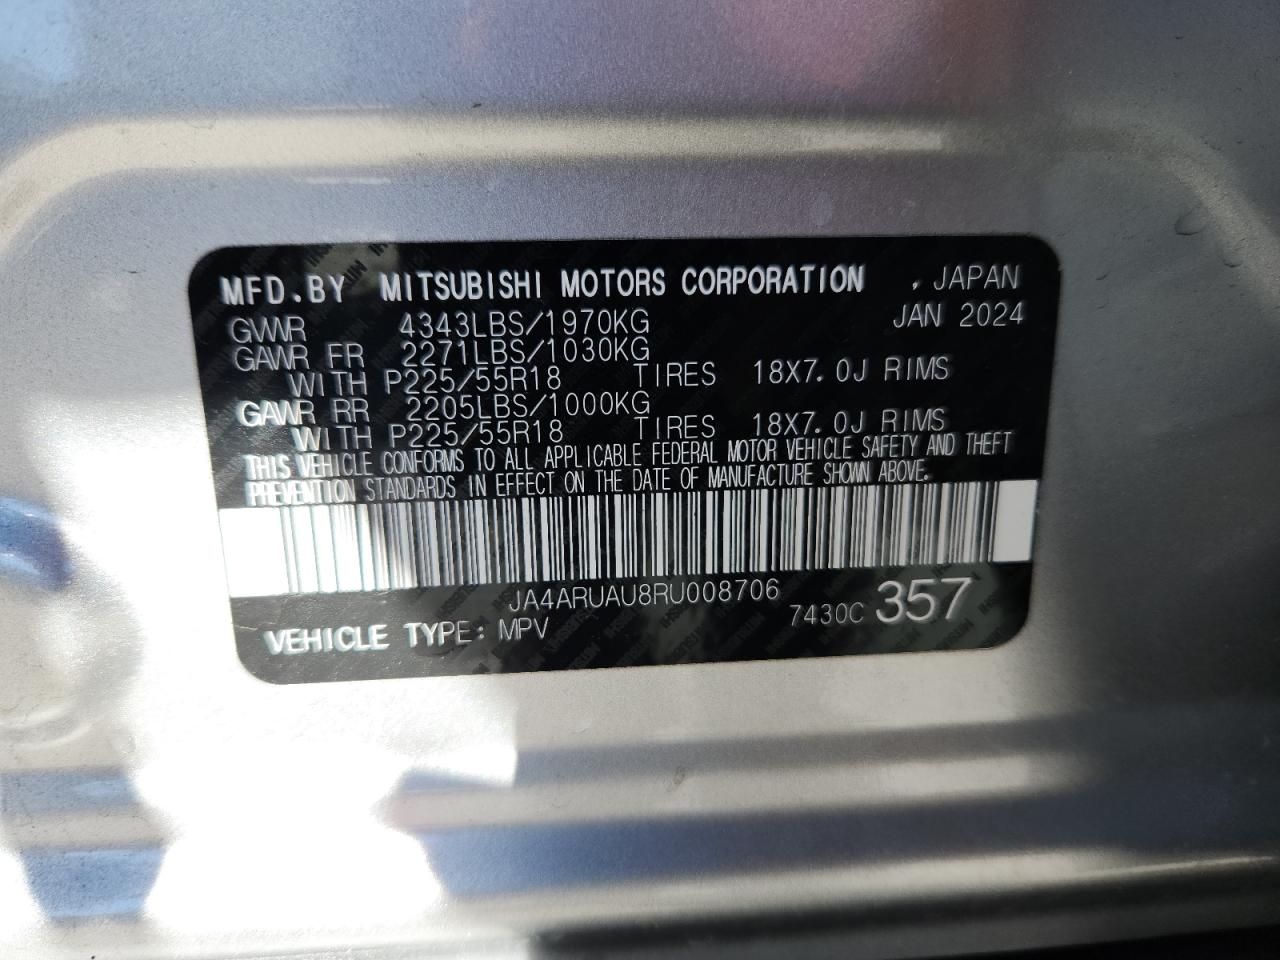 MFD.BY MITSUBISHI MOTORS CORPORATION , JAPAN
GVWR 4343LBS/1970KG JAN 2024
GAWR FR 2271LBS/1030KG
WITH P225/55R18 TIRES 18X7.0J RIMS
GAWR RR 2205LBS/1000KG
WITH P225/55R18 TIRES 18X7.0J RIMS
THIS VEHICLE CONFORMS TO ALL APPLICABLE FEDERAL MOTOR VEHICLE SAFETY AND THEFT
PREVENTION STANDARDS IN EFFECT ON THE DATE OF MANUFACTURE SHOWN ABOVE.
JA4ARUAU8RU008706
7430C 357
VEHICLE TYPE: MPV